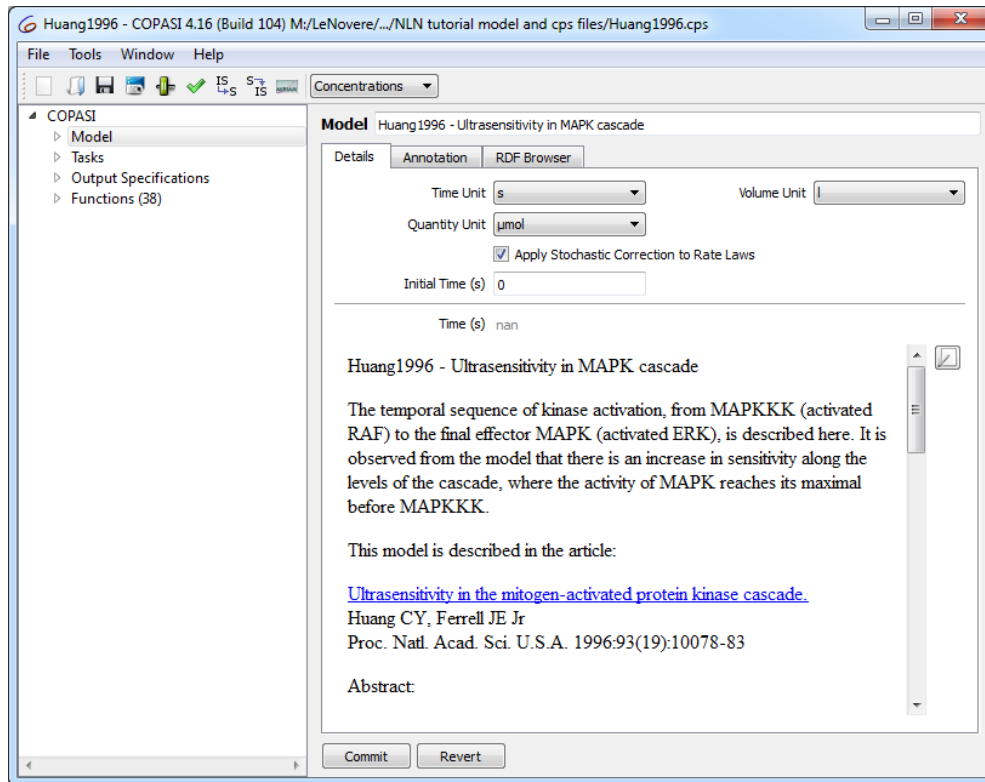 Huang1996 - COPASI 4.16 (Build 104) M:/LeNovere/.../NLN tutorial model and cps files/Huang1996.cps
File Tools Window Help
IS S
S IS
Concentrations
COPASI
Model
Tasks
Output Specifications
Functions (38)
Model Huang1996 - Ultrasensitivity in MAPK cascade
Details Annotation RDF Browser
Time Unit s Volume Unit l
Quantity Unit µmol
Apply Stochastic Correction to Rate Laws
Initial Time (s) 0
Time (s) nan
Huang1996 - Ultrasensitivity in MAPK cascade
The temporal sequence of kinase activation, from MAPKKK (activated
RAF) to the final effector MAPK (activated ERK), is described here. It is
observed from the model that there is an increase in sensitivity along the
levels of the cascade, where the activity of MAPK reaches its maximal
before MAPKKK.
This model is described in the article:
Ultrasensitivity in the mitogen-activated protein kinase cascade.
Huang CY, Ferrell JE Jr
Proc. Natl. Acad. Sci. U.S.A. 1996:93(19):10078-83
Abstract:
Commit Revert